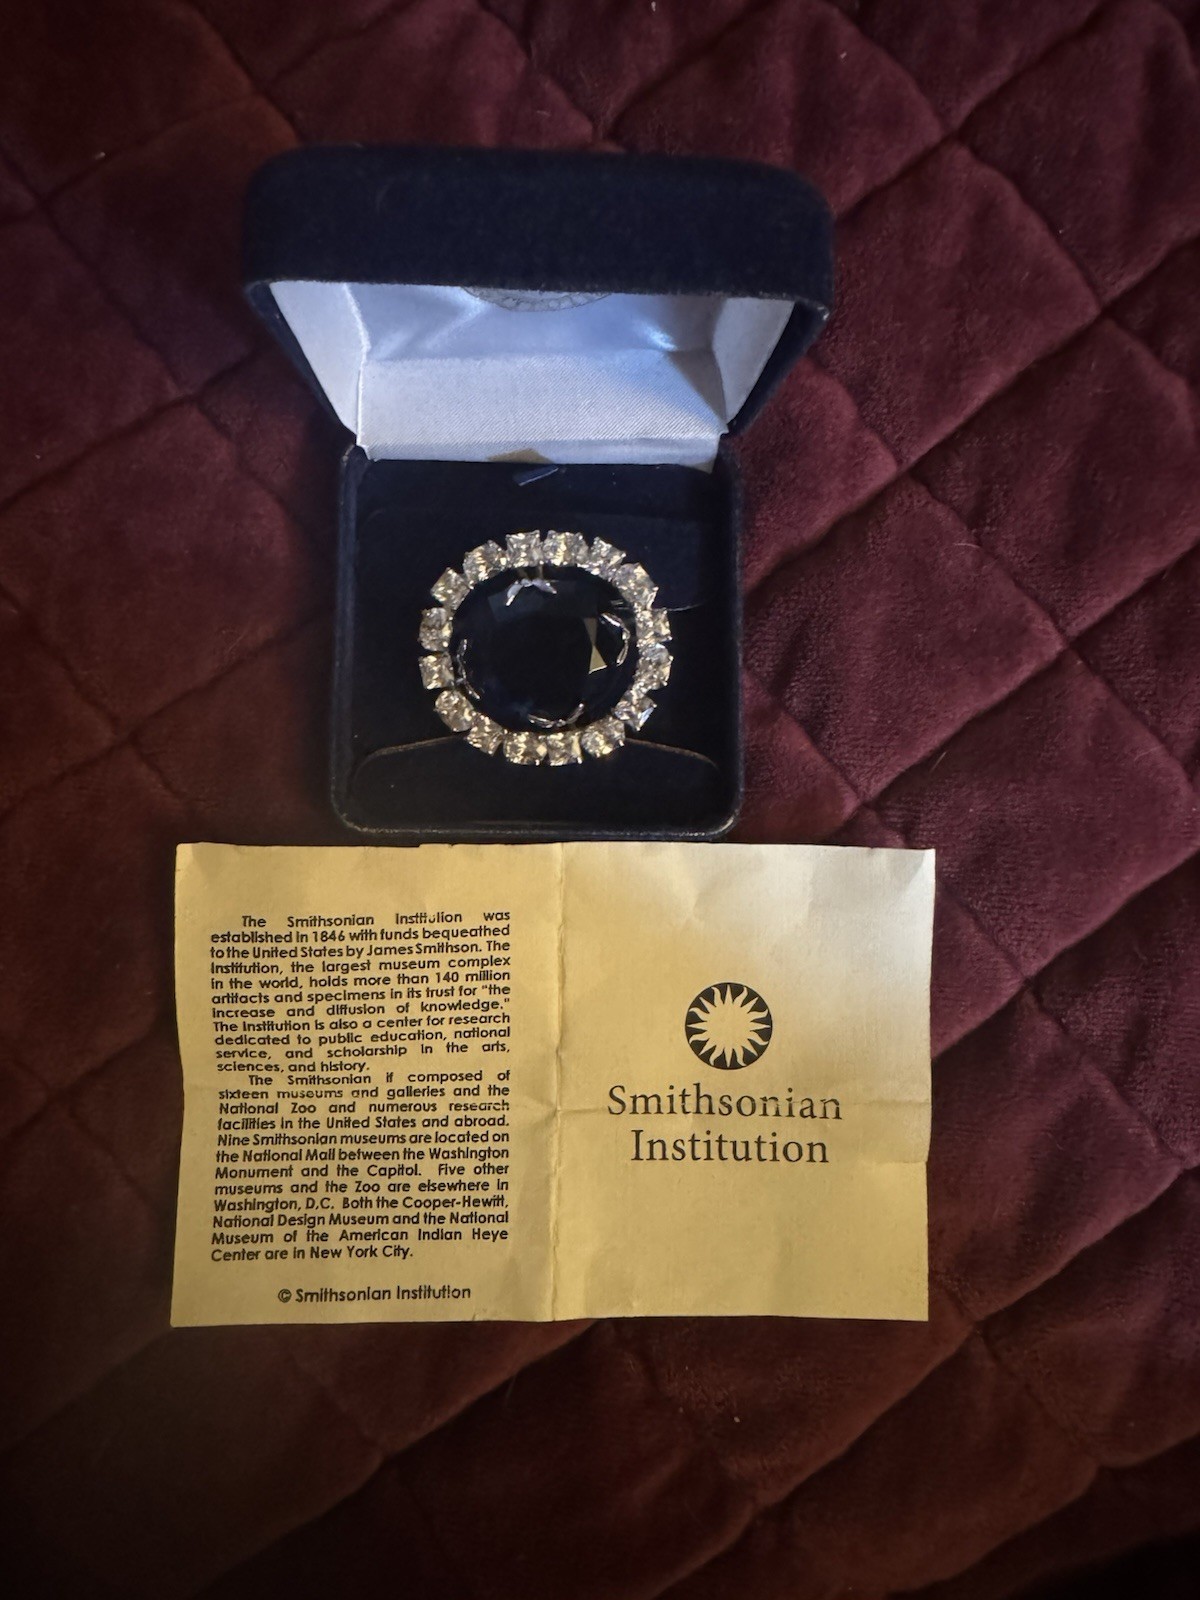 The Smithsonian Institution was
established in 1846 with funds bequeathed
to the United States by James Smithson. The
Institution, the largest museum complex
in the world, holds more than 140 million
artifacts and specimens in its trust for "the
increase and diffusion of knowledge."
The Institution is also a center for research
dedicated to public education, national
service, and scholarship in the arts,
sciences, and history.
The Smithsonian if composed of
sixteen museums and galleries and the
National Zoo and numerous research
facilities in the United States and abroad.
Nine Smithsonian museums are located on
the National Mall between the Washington
Monument and the Capitol. Five other
museums and the Zoo are elsewhere in
Washington, D.C. Both the Cooper-Hewitt,
National Design Museum and the National
Museum of the American Indian Heye
Center are in New York City.
© Smithsonian Institution
Smithsonian
Institution